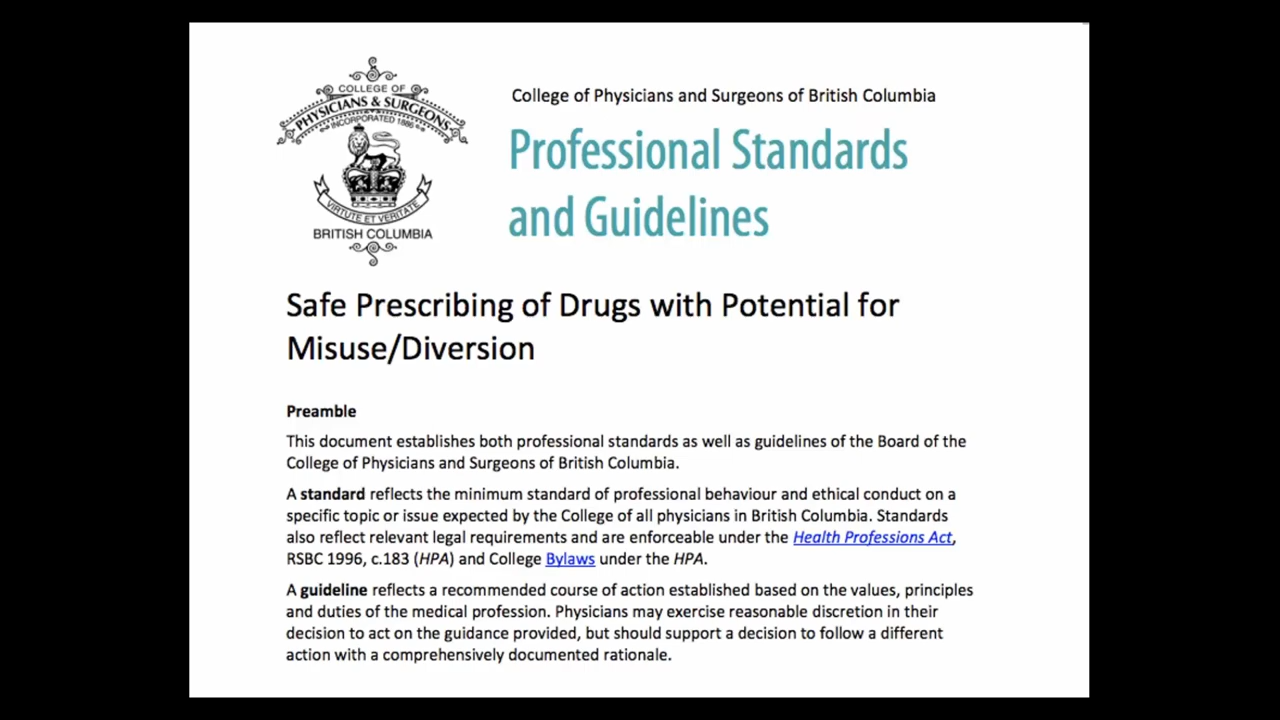 COLLEGE OF
PHYSICIANS & SURGEONS
INCORPORATED 1886
VIRTUTE ET VERITATE
BRITISH COLUMBIA
College of Physicians and Surgeons of British Columbia
Professional Standards
and Guidelines
Safe Prescribing of Drugs with Potential for
Misuse/Diversion
Preamble
This document establishes both professional standards as well as guidelines of the Board of the
College of Physicians and Surgeons of British Columbia.
A standard reflects the minimum standard of professional behaviour and ethical conduct on a
specific topic or issue expected by the College of all physicians in British Columbia. Standards
also reflect relevant legal requirements and are enforceable under the Health Professions Act,
RSBC 1996, c.183 (HPA) and College Bylaws under the HPA.
A guideline reflects a recommended course of action established based on the values, principles
and duties of the medical profession. Physicians may exercise reasonable discretion in their
decision to act on the guidance provided, but should support a decision to follow a different
action with a comprehensively documented rationale.